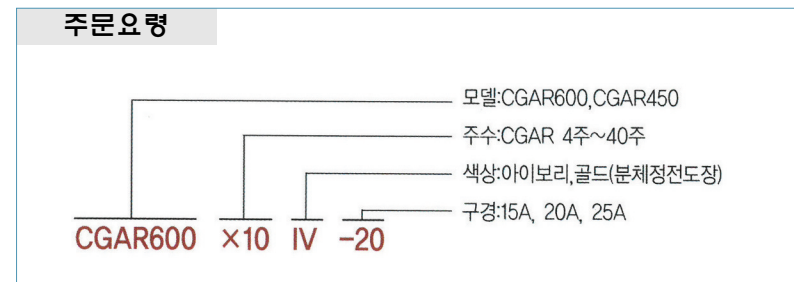 주문요령
모델:CGAR600,CGAR450
주수:CGAR 4주~40주
색상:아이보리,골드(분체정전도장)
구경:15A, 20A, 25A
CGAR600 ×10 IV -20